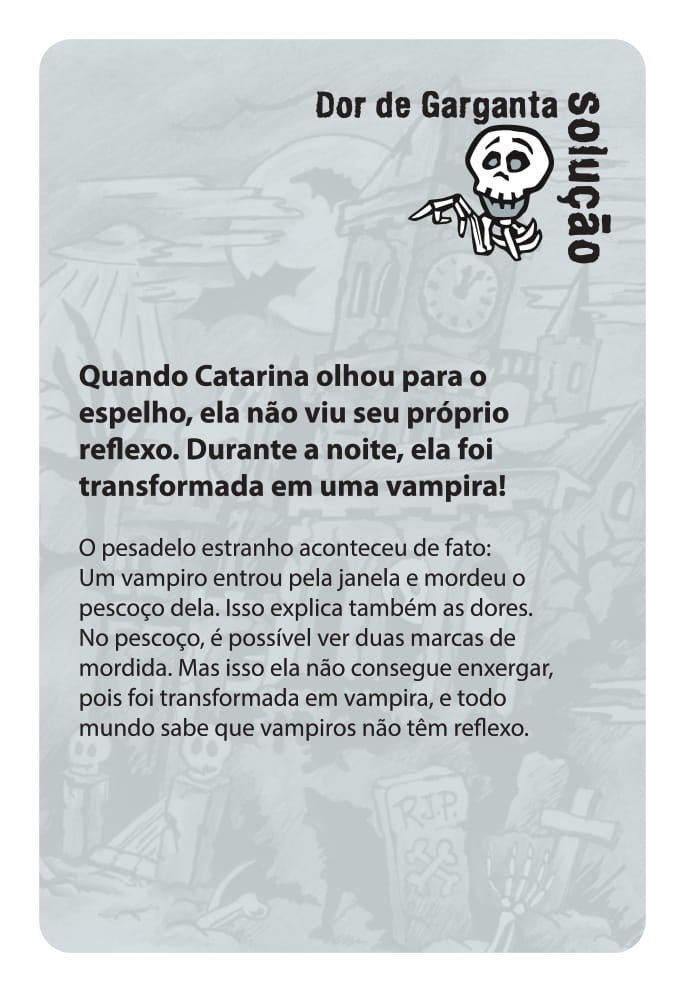 Dor de Garganta
solução
Quando Catarina olhou para o
espelho, ela não viu seu próprio
reflexo. Durante a noite, ela foi
transformada em uma vampira!
O pesadelo estranho aconteceu de fato:
Um vampiro entrou pela janela e mordeu o
pescoço dela. Isso explica também as dores.
No pescoço, é possível ver duas marcas de
mordida. Mas isso ela não consegue enxergar,
pois foi transformada em vampira, e todo
mundo sabe que vampiros não têm reflexo.
R.I.P.